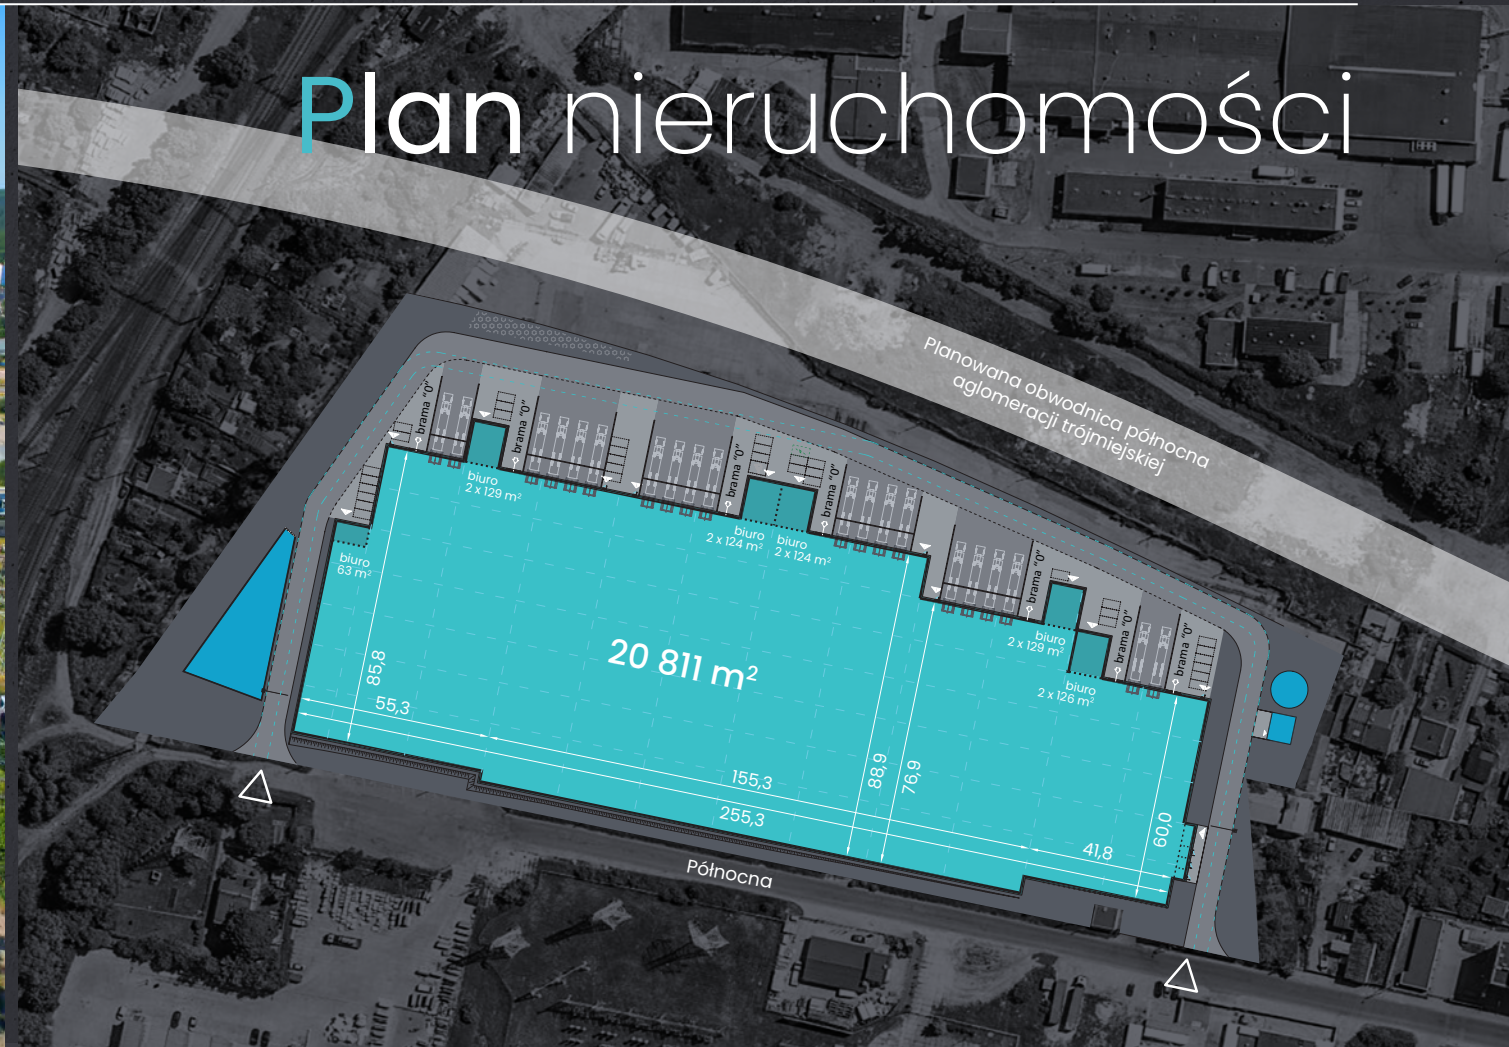 Plan nieruchomości
Planowana obwodnica północna
aglomeracji trójmiejskiej
brama "0"
brama "0"
brama "0"
brama "0"
brama "0"
brama "0"
brama "0"
biuro
2 x 129 m²
biuro
2 x 124 m²
biuro
2 x 124 m²
biuro
63 m²
biuro
2 x 129 m²
biuro
2 x 126 m²
20 811 m²
85,8
55,3
155,3
255,3
88,9
76,9
41,8
60,0
Północna